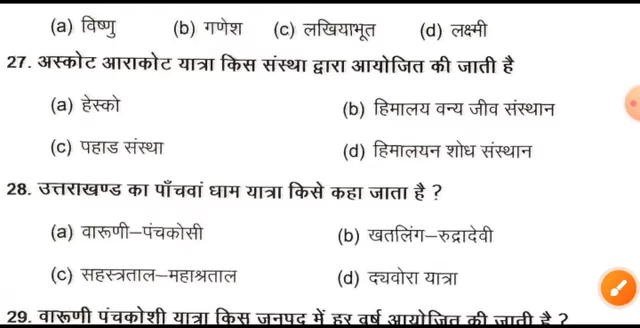 (a) विष्णु (b) गणेश (c) लखियाभूत (d) लक्ष्मी
27. अस्कोट आराकोट यात्रा किस संस्था द्वारा आयोजित की जाती है
(a) हेस्को (b) हिमालय वन्य जीव संस्थान
(c) पहाड संस्था (d) हिमालयन शोध संस्थान
28. उत्तराखण्ड का पाँचवां धाम यात्रा किसे कहा जाता है ?
(a) वारूणी–पंचकोसी (b) खतलिंग–रुद्रादेवी
(c) सहस्त्रताल–महाश्रताल (d) द्यवोरा यात्रा
29. वारूणी पंचकोशी यात्रा किस जनपद में हर वर्ष आयोजित की जाती है ?